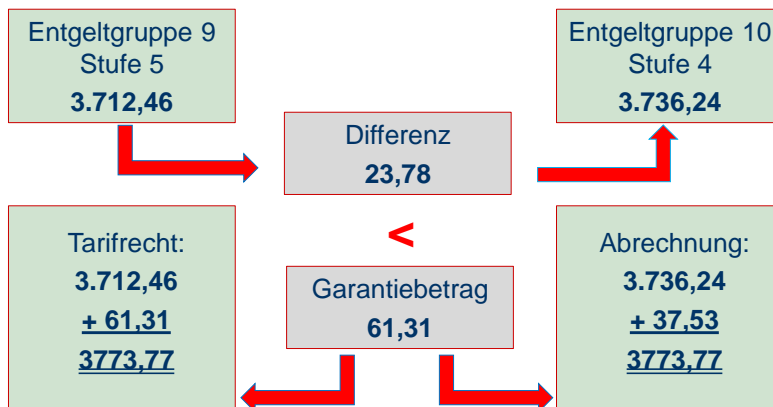 Entgeltgruppe 9
Stufe 5
3.712,46
Entgeltgruppe 10
Stufe 4
3.736,24
Differenz
23,78
<
Garantiebetrag
61,31
Tarifrecht:
3.712,46
+ 61,31
3773,77
Abrechnung:
3.736,24
+ 37,53
3773,77